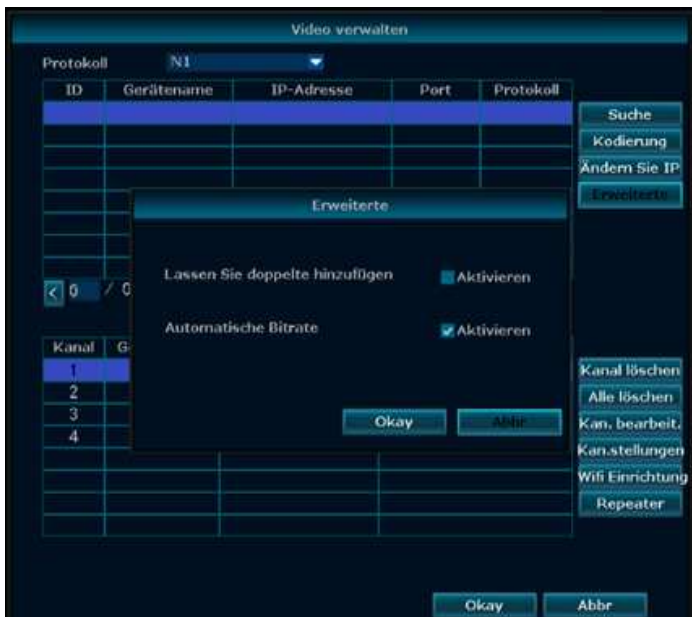 Video verwalten
Protokoll N1
ID Gerätename IP-Adresse Port Protokoll
Suche
Kodierung
Ändern Sie IP
Erweiterte
Erweiterte
Lassen Sie doppelte hinzufügen Aktivieren
< 0 / 0
Automatische Bitrate Aktivieren
Kanal G
1
2
3
4
Okay Abbr
Kanal löschen
Alle löschen
Kan. bearbeit.
Kan.stellungen
Wifi Einrichtung
Repeater
Okay Abbr